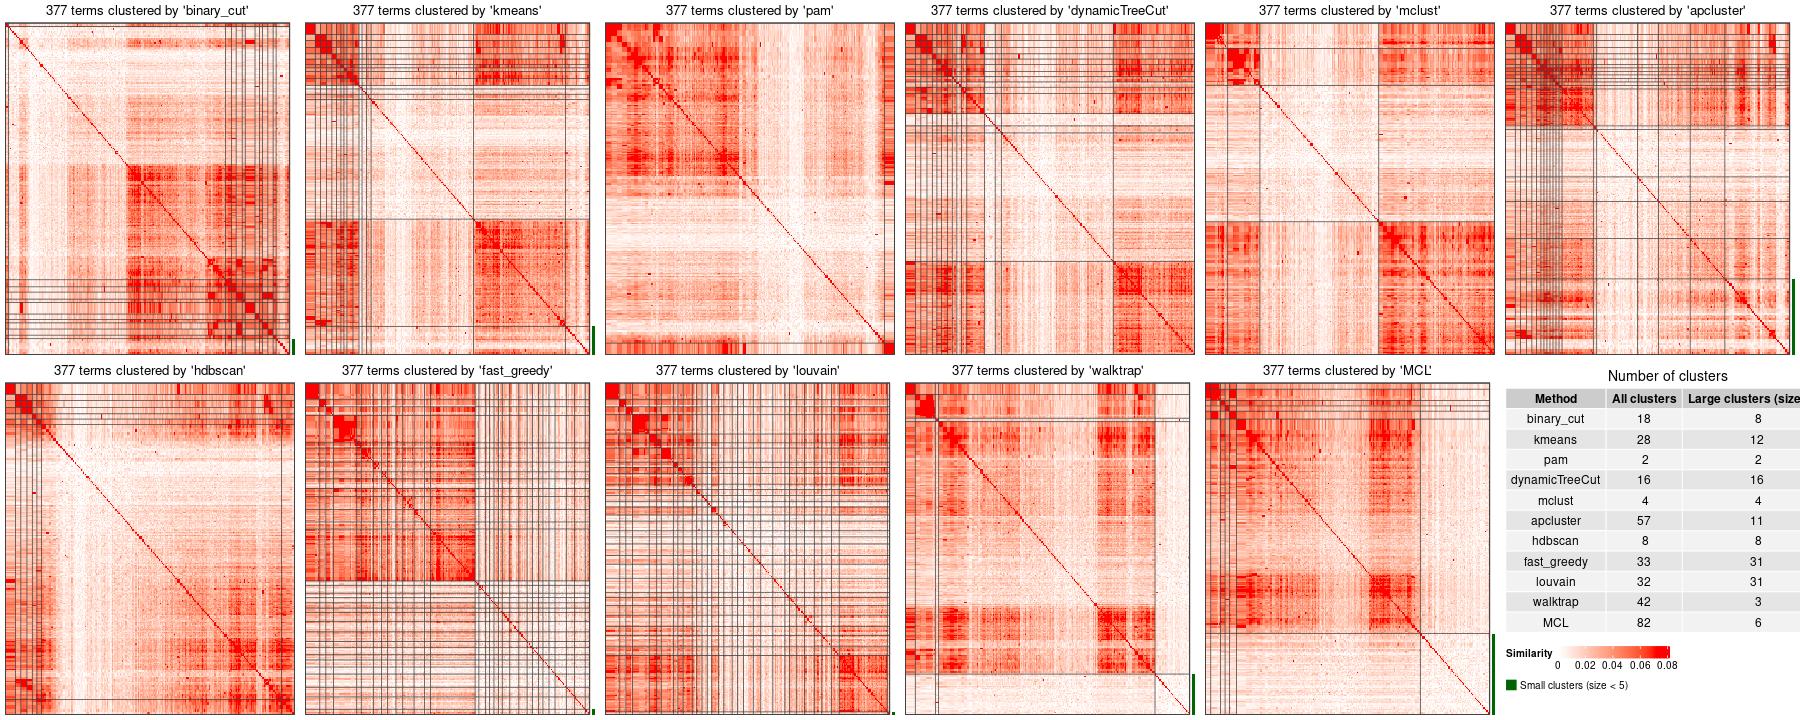 377 terms clustered by 'binary_cut'
377 terms clustered by 'kmeans'
377 terms clustered by 'pam'
377 terms clustered by 'dynamicTreeCut'
377 terms clustered by 'mclust'
377 terms clustered by 'apcluster'
377 terms clustered by 'hdbscan'
377 terms clustered by 'fast_greedy'
377 terms clustered by 'louvain'
377 terms clustered by 'walktrap'
377 terms clustered by 'MCL'
Number of clusters
Method All clusters Large clusters (size
binary_cut 18 8
kmeans 28 12
pam 2 2
dynamicTreeCut 16 16
mclust 4 4
apcluster 57 11
hdbscan 8 8
fast_greedy 33 31
louvain 32 31
walktrap 42 3
MCL 82 6
Similarity
0 0.02 0.04 0.06 0.08
Small clusters (size < 5)